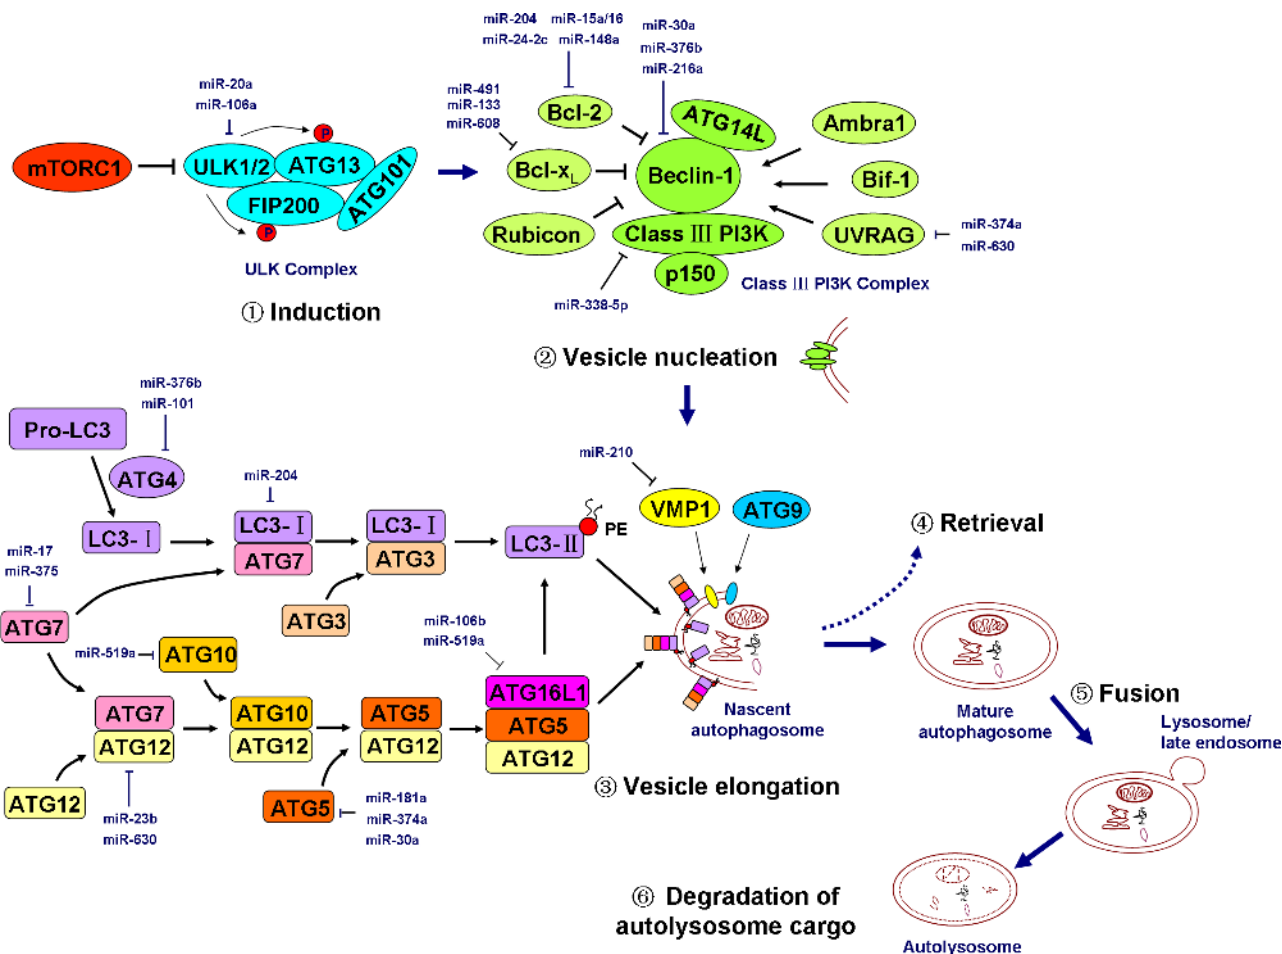 miR-204 miR-15a/16
miR-24-2c miR-148a
miR-30a
miR-376b
miR-216a
miR-20a
miR-106a
miR-491
miR-133
miR-608
mTORC1
ULK1/2
P
ATG13
ATG101
FIP200
P
ULK Complex
① Induction
Bcl-2
Bcl-xL
Rubicon
ATG14L
Beclin-1
Class Ⅲ PI3K
p150
Ambra1
Bif-1
UVRAG
miR-374a
miR-630
miR-338-5p
Class Ⅲ PI3K Complex
② Vesicle nucleation
miR-376b
miR-101
Pro-LC3
ATG4
LC3-Ⅰ
miR-204
LC3-Ⅰ
ATG7
LC3-Ⅰ
ATG3
ATG3
LC3-Ⅱ
PE
miR-210
VMP1
ATG9
④ Retrieval
miR-17
miR-375
ATG7
miR-519a
ATG10
ATG7
ATG12
ATG12
miR-23b
miR-630
ATG10
ATG12
ATG5
ATG12
ATG5
miR-181a
miR-374a
miR-30a
miR-106b
miR-519a
ATG16L1
ATG5
ATG12
Nascent
autophagosome
③ Vesicle elongation
Mature
autophagosome
⑤ Fusion
Lysosome/
late endosome
⑥ Degradation of
autolysosome cargo
Autolysosome